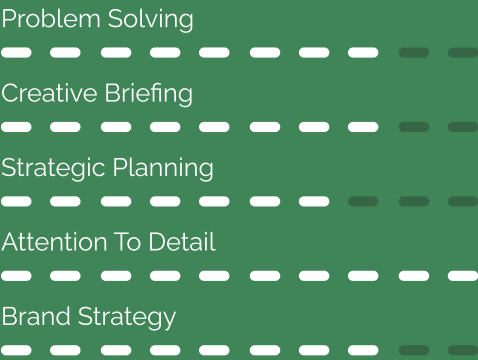 Problem Solving
Creative Briefing
Strategic Planning
Attention To Detail
Brand Strategy